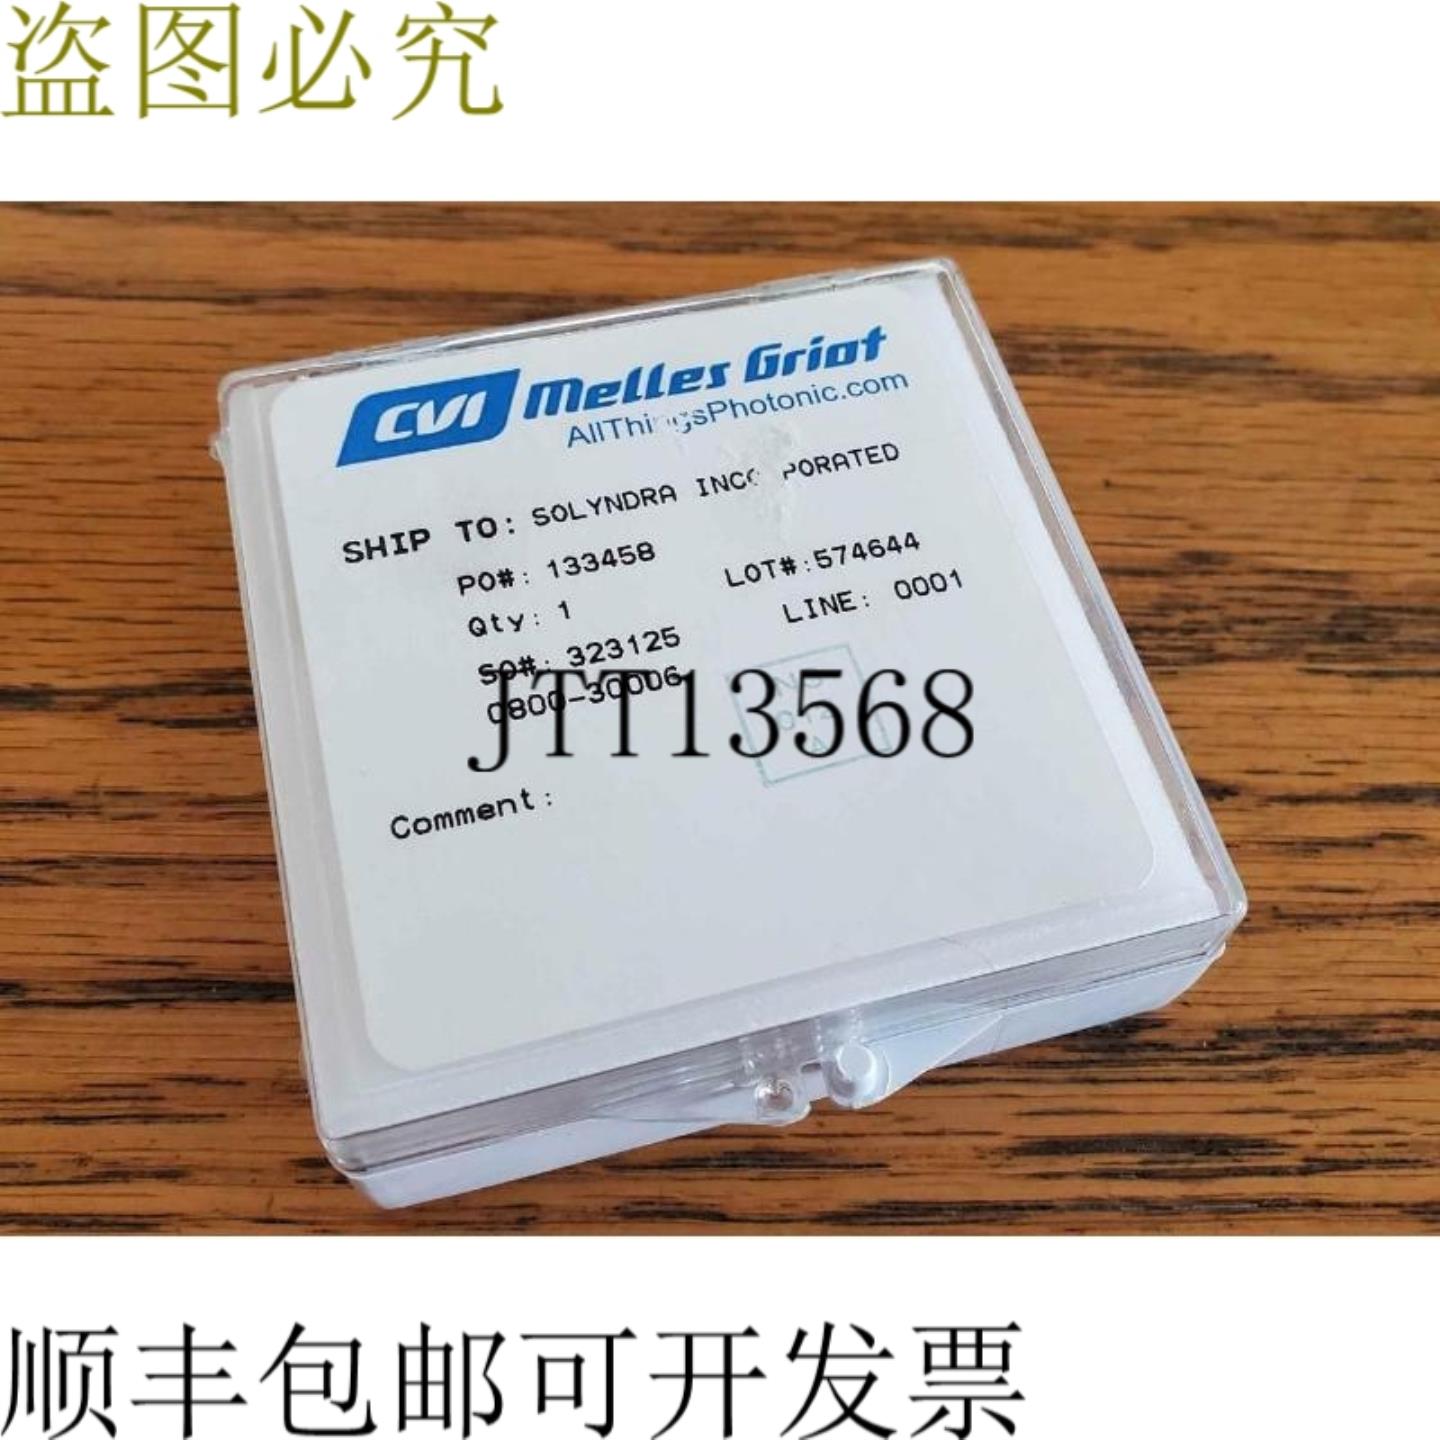 盗图必究
CVI Melles Griot
AllThingsPhotonic.com
SHIP TO: SOLYNDRA INCORPORATED
PO#: 133458 LOT#:574644
Qty: 1 LINE: 0001
SO#: 323125
0800-30006
JTT13568
Comment:
顺丰包邮可开发票